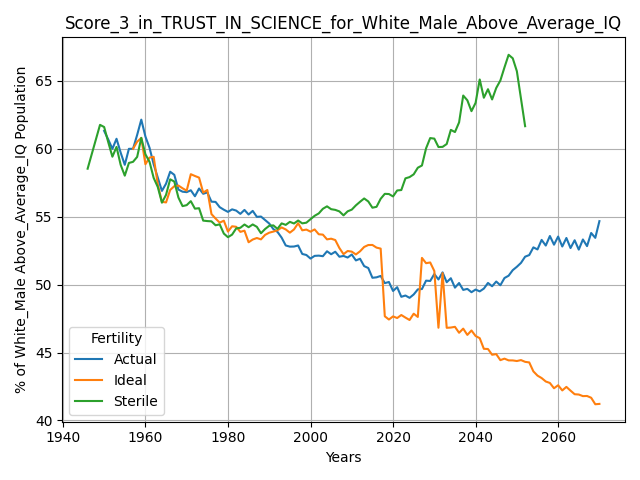 Score_3_in_TRUST_IN_SCIENCE_for_White_Male_Above_Average_IQ
% of White_Male Above_Average_IQ Population
65
60
55
50
45
40
Fertility
Actual
Ideal
Sterile
1940
1960
1980
2000
2020
2040
2060
Years